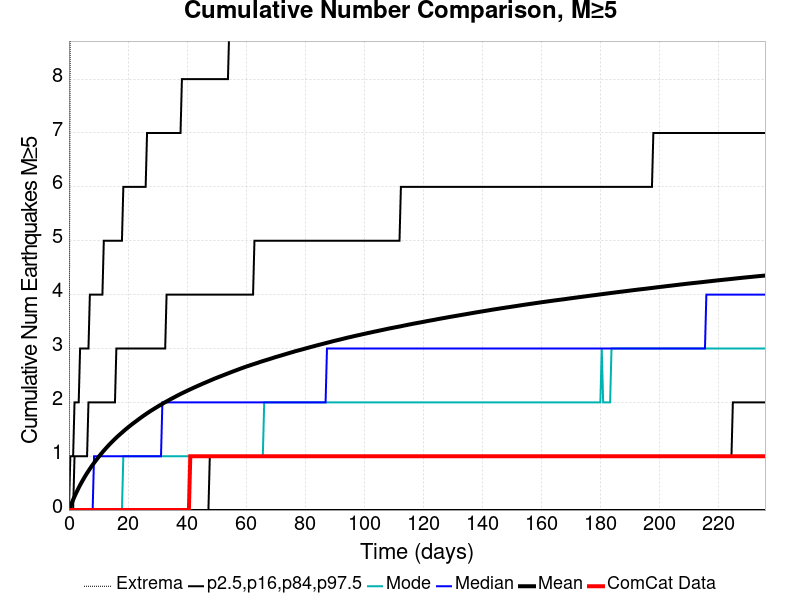 Cumulative Number Comparison, M≥5
Cumulative Num Earthquakes M≥5
8
7
6
5
4
3
2
1
0
0 20 40 60 80 100 120 140 160 180 200 220
Time (days)
Extrema p2.5,p16,p84,p97.5 Mode Median Mean ComCat Data